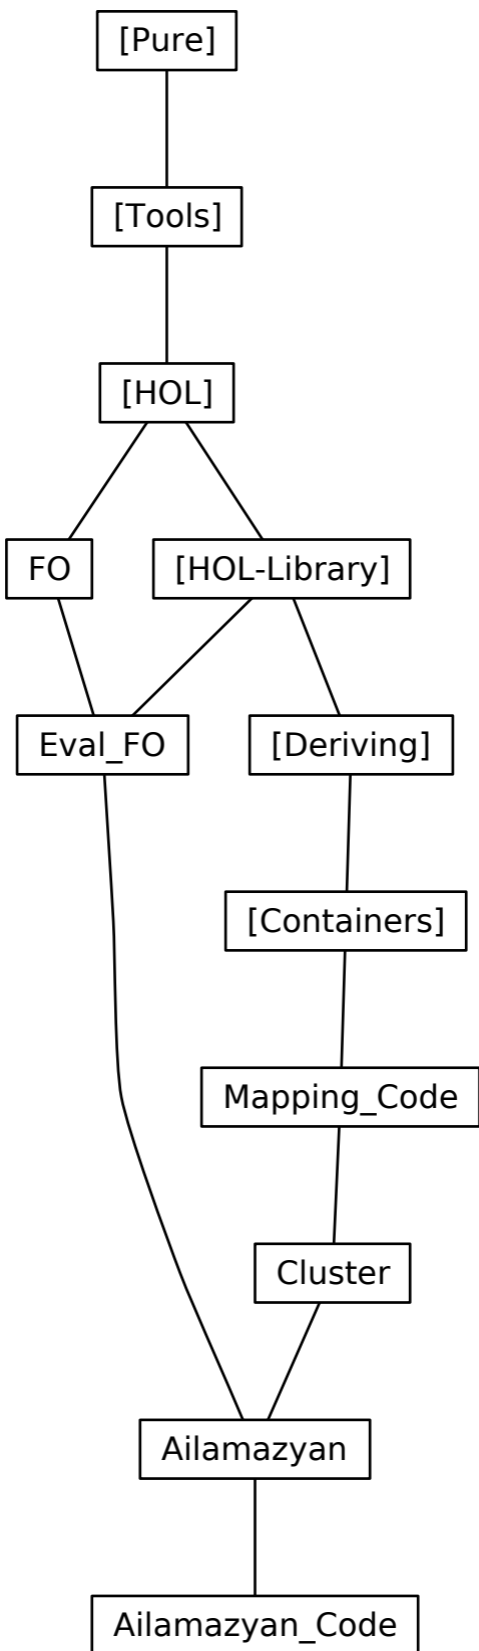 [Pure]
[Tools]
[HOL]
FO
[HOL-Library]
Eval_FO
[Deriving]
[Containers]
Mapping_Code
Cluster
Ailamazyan
Ailamazyan_Code